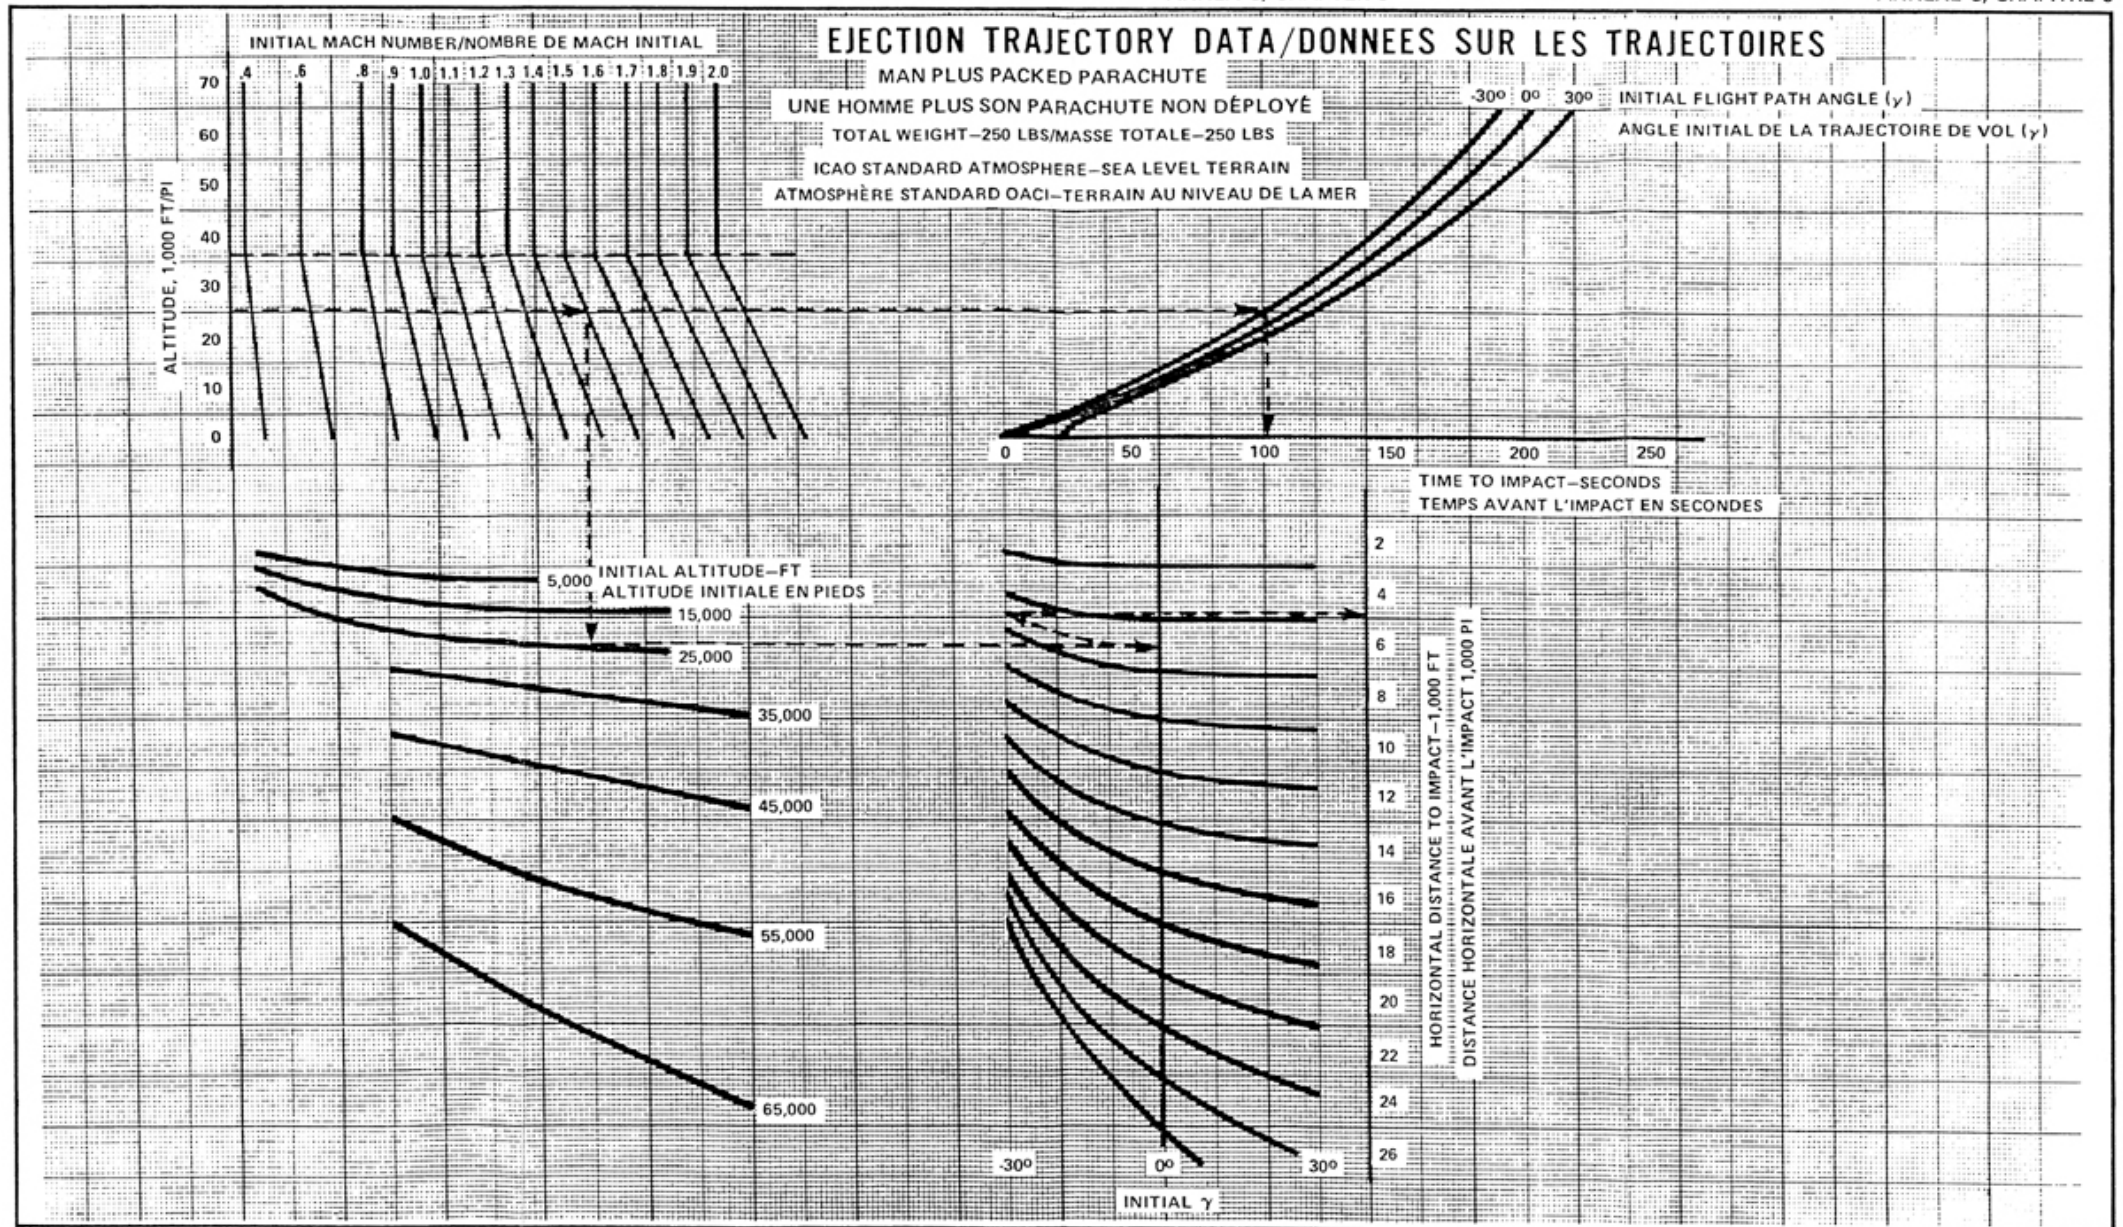 EJECTION TRAJECTORY DATA/DONNEES SUR LES TRAJECTOIRES
MAN PLUS PACKED PARACHUTE
UNE HOMME PLUS SON PARACHUTE NON DÉPLOYÉ
TOTAL WEIGHT–250 LBS/MASSE TOTALE–250 LBS
ICAO STANDARD ATMOSPHERE–SEA LEVEL TERRAIN
ATMOSPHÈRE STANDARD OACI–TERRAIN AU NIVEAU DE LA MER
INITIAL MACH NUMBER/NOMBRE DE MACH INITIAL
.4 .6 .8 .9 1.0 1.1 1.2 1.3 1.4 1.5 1.6 1.7 1.8 1.9 2.0
ALTITUDE, 1,000 FT/PI
70
60
50
40
30
20
10
0
-30º 0º 30º INITIAL FLIGHT PATH ANGLE (γ)
ANGLE INITIAL DE LA TRAJECTOIRE DE VOL (γ)
0 50 100 150 200 250
TIME TO IMPACT–SECONDS
TEMPS AVANT L'IMPACT EN SECONDES
INITIAL ALTITUDE–FT
ALTITUDE INITIALE EN PIEDS
5,000
15,000
25,000
35,000
45,000
55,000
65,000
2
4
6
8
10
12
14
16
18
20
22
24
26
HORIZONTAL DISTANCE TO IMPACT–1,000 FT
DISTANCE HORIZONTALE AVANT L'IMPACT 1,000 PI
-30º 0º 30º
INITIAL γ